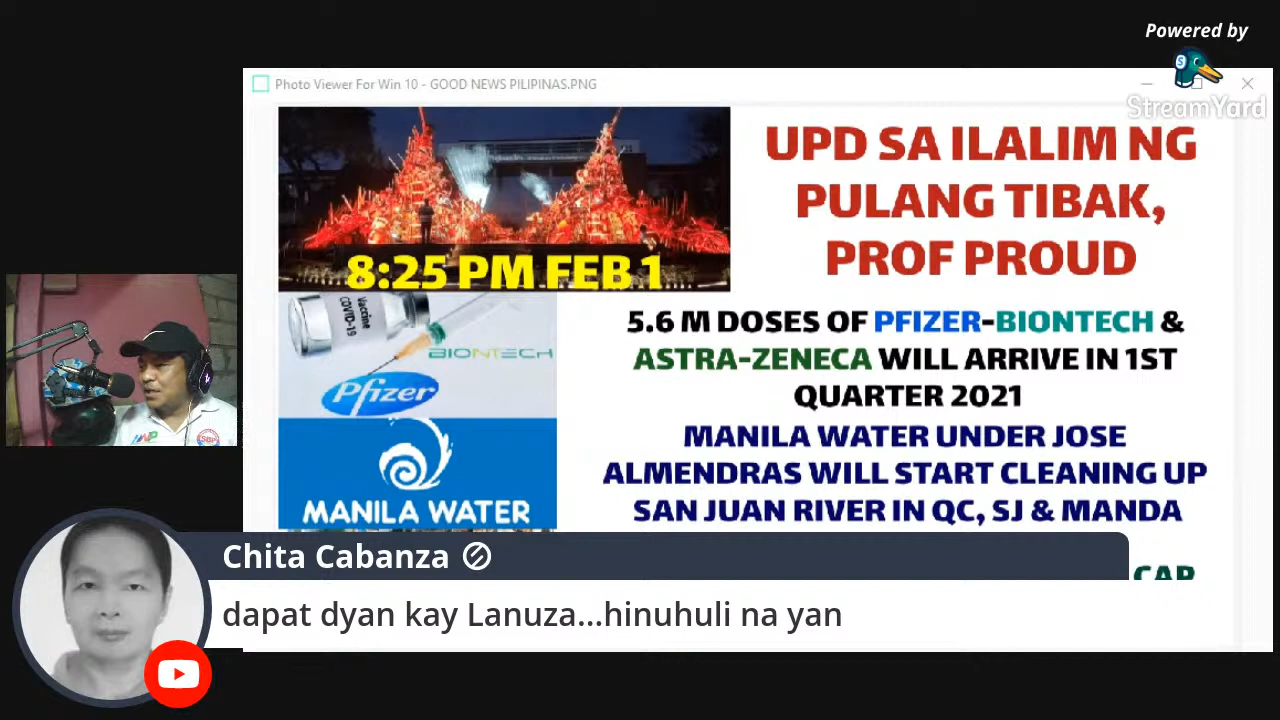 Powered by
StreamYard
Photo Viewer For Win 10 - GOOD NEWS PILIPINAS.PNG
UPD SA ILALIM NG
PULANG TIBAK,
PROF PROUD
8:25 PM FEB 1
Vaccine
COVID-19
BIONTECH
Pfizer
5.6 M DOSES OF PFIZER-BIONTECH &
ASTRA-ZENECA WILL ARRIVE IN 1ST
QUARTER 2021
MANILA WATER UNDER JOSE
ALMENDRAS WILL START CLEANING UP
SAN JUAN RIVER IN QC, SJ & MANDA
MANILA WATER
CAP
Chita Cabanza
dapat dyan kay Lanuza...hinuhuli na yan